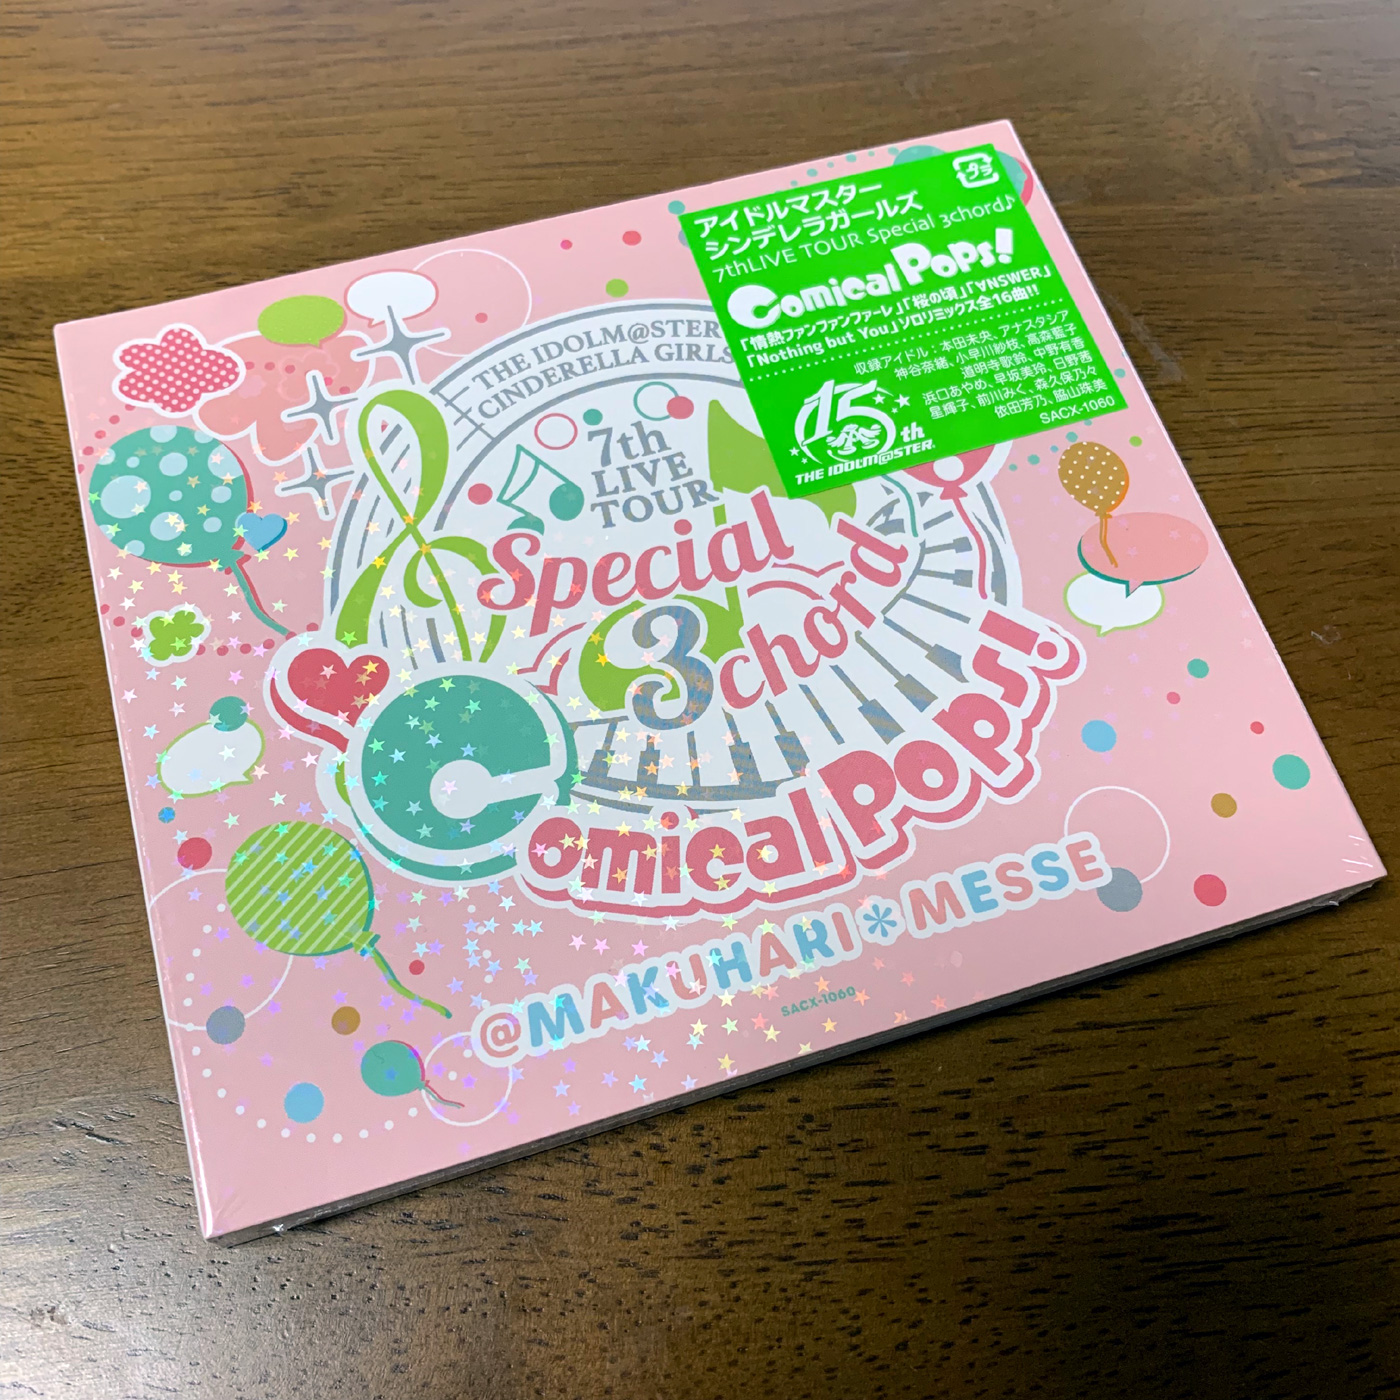 アイドルマスター
シンデレラガールズ
7thLIVE TOUR Special 3chord♪
Comical Pops!
「情熱ファンファンファーレ」「桜の頃」「∀NSWER」
「Nothing but You」ソロリミックス全16曲!!
収録アイドル：本田未央、アナスタシア
神谷奈緒、小早川紗枝、高森藍子
道明寺歌鈴、中野有香
浜口あやめ、早坂美玲、日野茜
星輝子、前川みく、森久保乃々
依田芳乃、脇山珠美
SACX-1060
15th
THE IDOLM@STER
プラ
THE IDOLM@STER
CINDERELLA GIRLS
7th
LIVE
TOUR
Special
3chord
Comical Pops!
@MAKUHARI*MESSE
SACX-1060